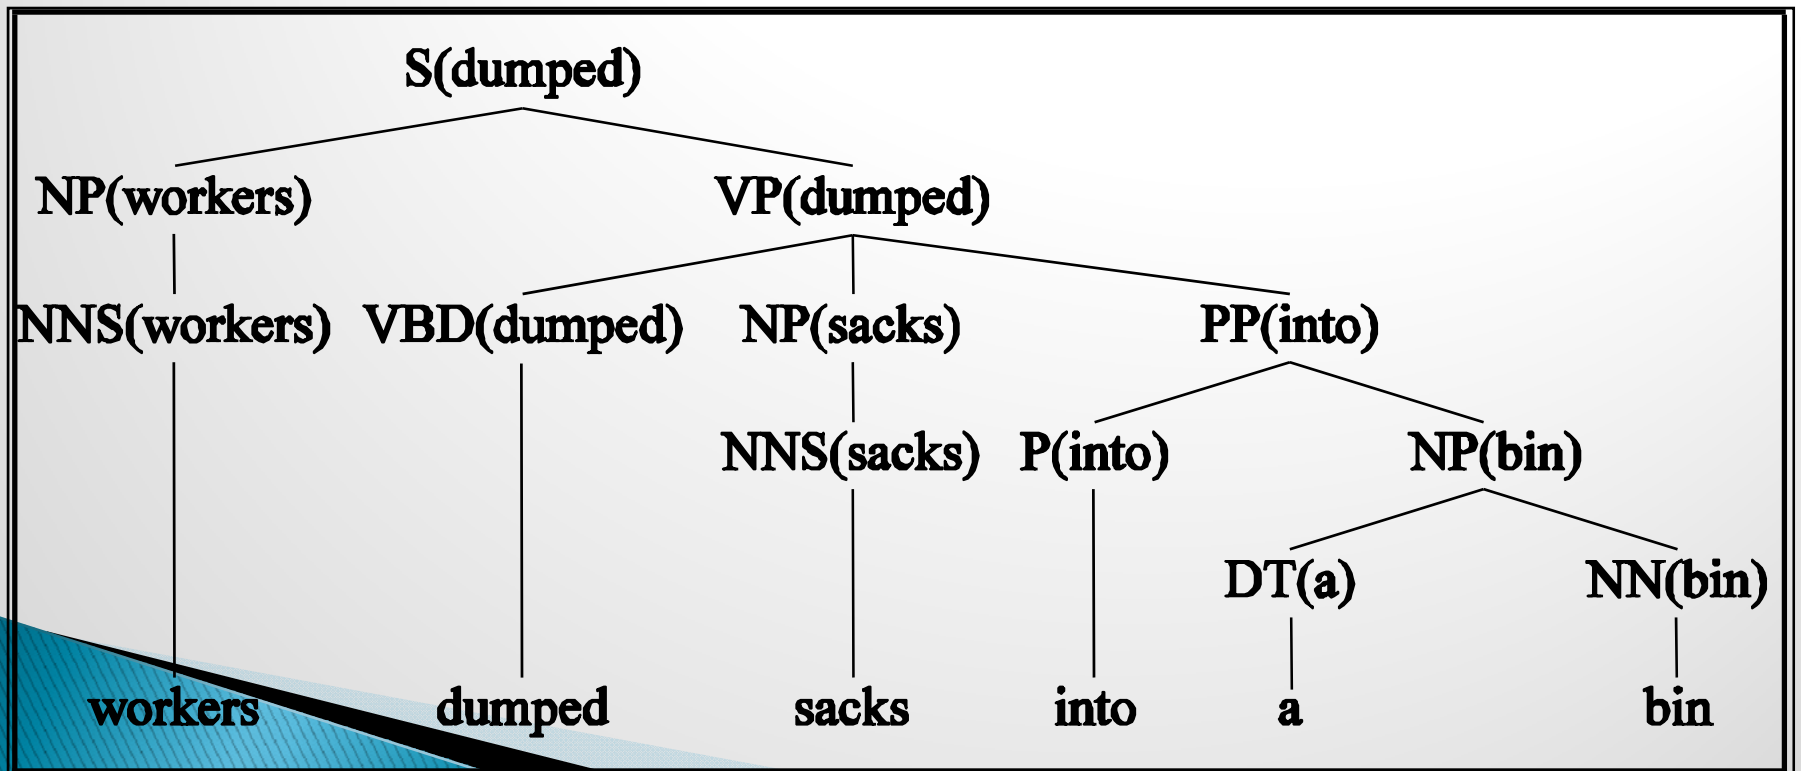 S(dumped)
NP(workers) VP(dumped)
NNS(workers) VBD(dumped) NP(sacks) PP(into)
NNS(sacks) P(into) NP(bin)
DT(a) NN(bin)
workers dumped sacks into a bin